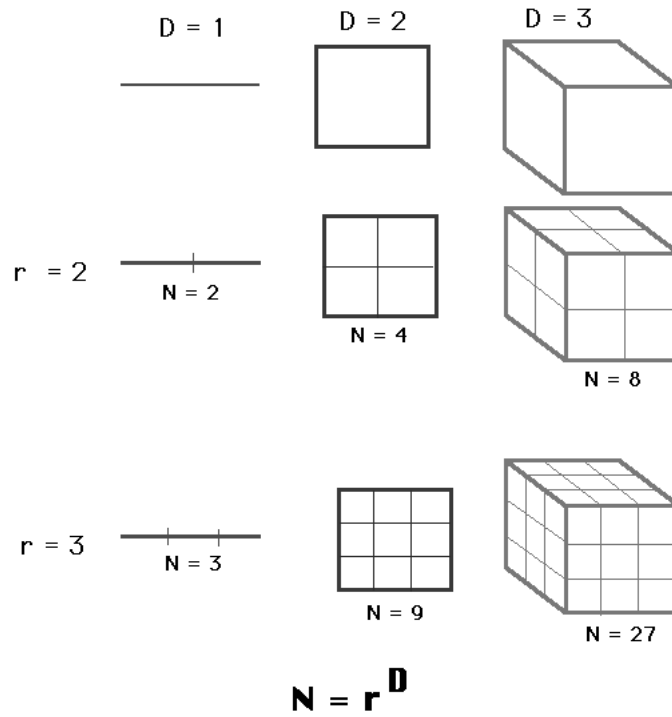 D = 1 D = 2 D = 3
r = 2
N = 2 N = 4 N = 8
r = 3
N = 3 N = 9 N = 27
N = r^D